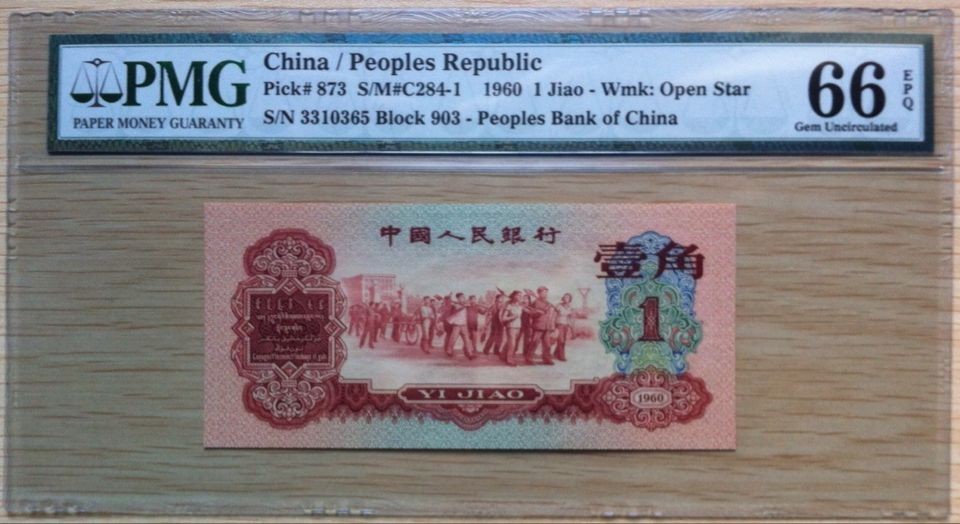 PMG
PAPER MONEY GUARANTY
China / Peoples Republic
Pick# 873 S/M#C284-1 1960 1 Jiao - Wmk: Open Star
S/N 3310365 Block 903 - Peoples Bank of China
66
EPQ
Gem Uncirculated
中國人民銀行
壹角
1
YI JIAO
1960